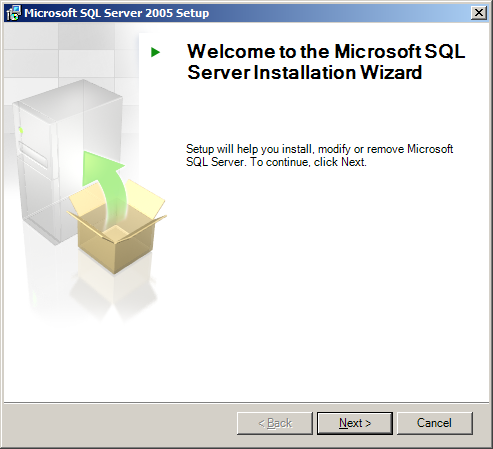 Microsoft SQL Server 2005 Setup
Welcome to the Microsoft SQL
Server Installation Wizard
Setup will help you install, modify or remove Microsoft
SQL Server. To continue, click Next.
< Back
Next >
Cancel